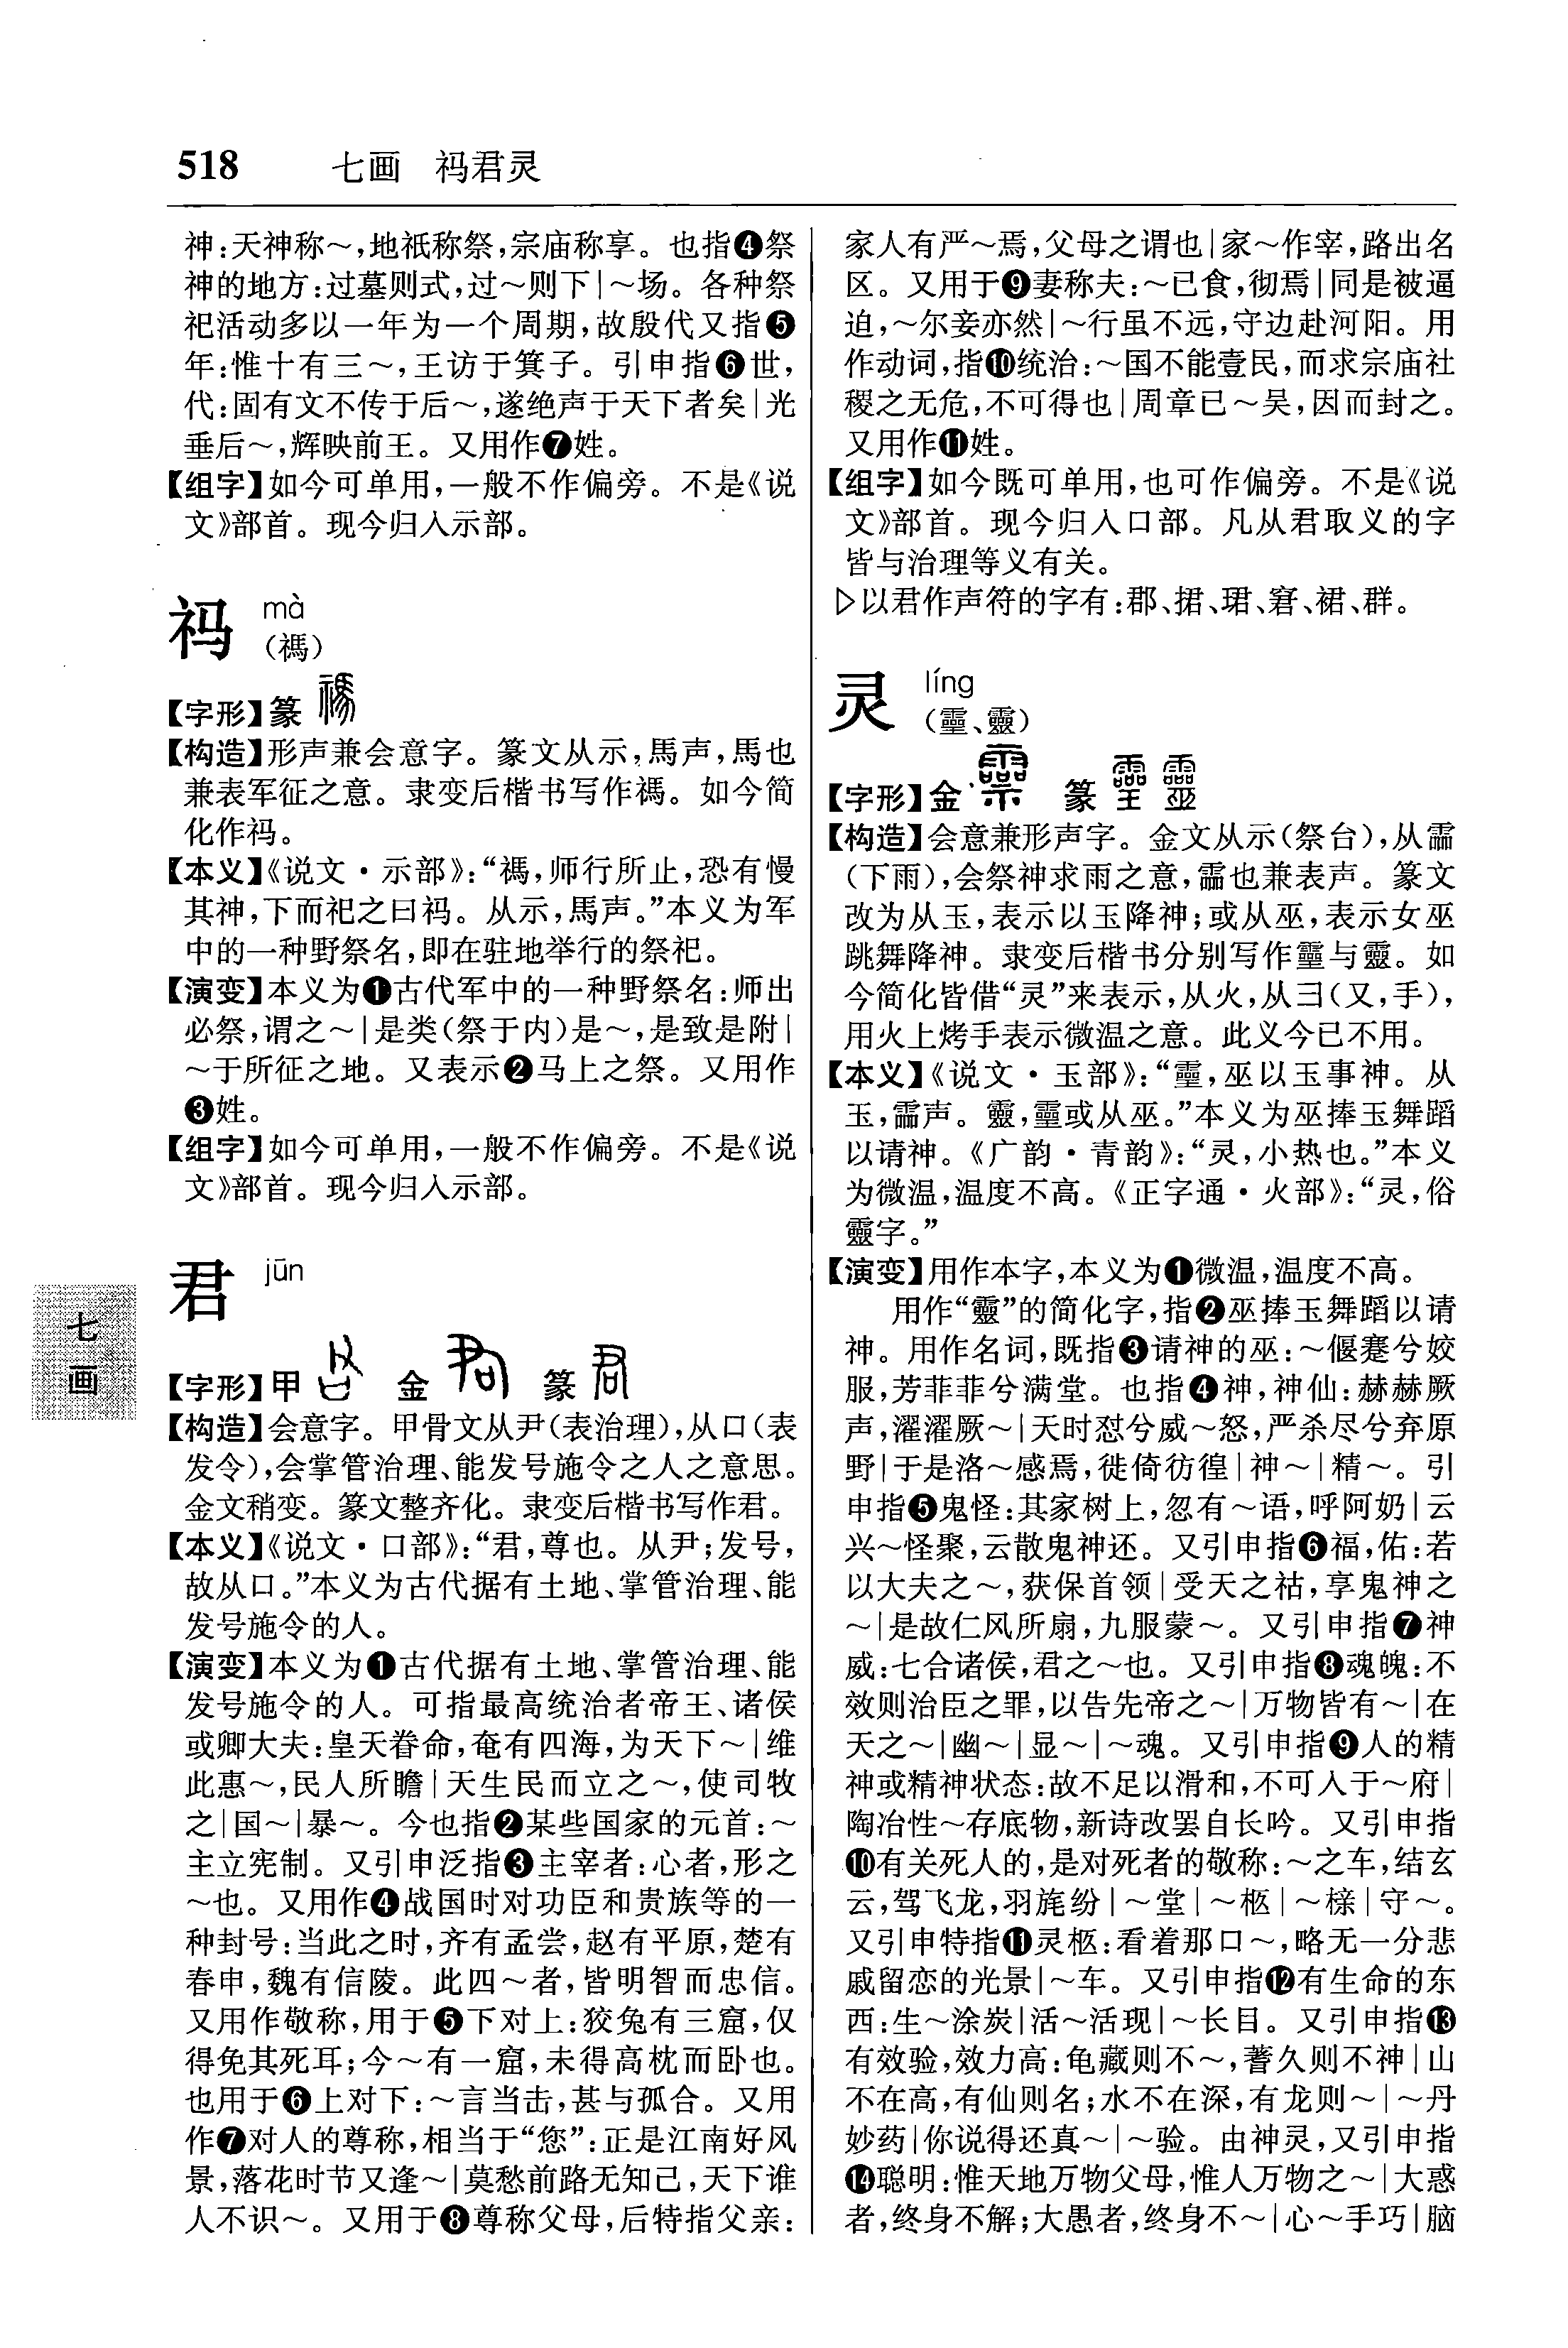 518 七画 祃君灵
神:天神称～,地祇称祭,宗庙称享。也指❹祭
神的地方:过墓则式,过～则下|～场。各种祭
祀活动多以一年为一个周期,故殷代又指❺
年:惟十有三～,王访于箕子。引申指❻世,
代:固有文不传于后～,遂绝声于天下者矣|光
垂后～,辉映前王。又用作❼姓。
【组字】如今可单用,一般不作偏旁。不是《说
文》部首。现今归入示部。
祃 mà
(禡)
【字形】篆
【构造】形声兼会意字。篆文从示,馬声,馬也
兼表军征之意。隶变后楷书写作禡。如今简
化作祃。
【本义】《说文·示部》:“禡,师行所止,恐有慢
其神,下而祀之曰祃。从示,馬声。”本义为军
中的一种野祭名,即在驻地举行的祭祀。
【演变】本义为❶古代军中的一种野祭名:师出
必祭,谓之～|是类(祭于内)是～,是致是附|
～于所征之地。又表示❷马上之祭。又用作
❸姓。
【组字】如今可单用,一般不作偏旁。不是《说
文》部首。现今归入示部。
君 jūn
【字形】甲 金 篆
【构造】会意字。甲骨文从尹(表治理),从口(表
发令),会掌管治理、能发号施令之人之意思。
金文稍变。篆文整齐化。隶变后楷书写作君。
【本义】《说文·口部》:“君,尊也。从尹;发号,
故从口。”本义为古代据有土地、掌管治理、能
发号施令的人。
【演变】本义为❶古代据有土地、掌管治理、能
发号施令的人。可指最高统治者帝王、诸侯
或卿大夫:皇天眷命,奄有四海,为天下～|维
此惠～,民人所瞻|天生民而立之～,使司牧
之|国～|暴～。今也指❷某些国家的元首:～
主立宪制。又引申泛指❸主宰者:心者,形之
～也。又用作❹战国时对功臣和贵族等的一
种封号:当此之时,齐有孟尝,赵有平原,楚有
春申,魏有信陵。此四～者,皆明智而忠信。
又用作敬称,用于❺下对上:狡兔有三窟,仅
得免其死耳;今～有一窟,未得高枕而卧也。
也用于❻上对下:～言当击,甚与孤合。又用
作❼对人的尊称,相当于“您”:正是江南好风
景,落花时节又逢～|莫愁前路无知己,天下谁
人不识～。又用于❽尊称父母,后特指父亲:
七画
家人有严～焉,父母之谓也|家～作宰,路出名
区。又用于❾妻称夫:～已食,彻焉|同是被逼
迫,～尔妾亦然|～行虽不远,守边赴河阳。用
作动词,指❿统治:～国不能壹民,而求宗庙社
稷之无危,不可得也|周章已～吴,因而封之。
又用作⓫姓。
【组字】如今既可单用,也可作偏旁。不是《说
文》部首。现今归入口部。凡从君取义的字
皆与治理等义有关。
▷以君作声符的字有:郡、捃、珺、窘、裙、群。
灵 líng
(靈、靈)
【字形】金 篆
【构造】会意兼形声字。金文从示(祭台),从霝
(下雨),会祭神求雨之意,霝也兼表声。篆文
改为从玉,表示以玉降神;或从巫,表示女巫
跳舞降神。隶变后楷书分别写作靈与靈。如
今简化皆借“灵”来表示,从火,从彐(又,手),
用火上烤手表示微温之意。此义今已不用。
【本义】《说文·玉部》:“靈,巫以玉事神。从
玉,霝声。靈,靈或从巫。”本义为巫捧玉舞蹈
以请神。《广韵·青韵》:“灵,小热也。”本义
为微温,温度不高。《正字通·火部》:“灵,俗
靈字。”
【演变】用作本字,本义为❶微温,温度不高。
用作“靈”的简化字,指❷巫捧玉舞蹈以请
神。用作名词,既指❸请神的巫:～偃蹇兮姣
服,芳菲菲兮满堂。也指❹神,神仙:赫赫厥
声,濯濯厥～|天时怼兮威～怒,严杀尽兮弃原
野|于是洛～感焉,徙倚彷徨|神～|精～。引
申指❺鬼怪:其家树上,忽有～语,呼阿奶|云
兴～怪聚,云散鬼神还。又引申指❻福,佑:若
以大夫之～,获保首领|受天之祜,享鬼神之
～|是故仁风所扇,九服蒙～。又引申指❼神
威:七合诸侯,君之～也。又引申指❽魂魄:不
效则治臣之罪,以告先帝之～|万物皆有～|在
天之～|幽～|显～|～魂。又引申指❾人的精
神或精神状态:故不足以滑和,不可入于～府|
陶冶性～存底物,新诗改罢自长吟。又引申指
❿有关死人的,是对死者的敬称:～之车,结玄
云,驾飞龙,羽旄纷|～堂|～柩|～榇|守～。
又引申特指⓫灵柩:看着那口～,略无一分悲
戚留恋的光景|～车。又引申指⓬有生命的东
西:生～涂炭|活～活现|～长目。又引申指⓭
有效验,效力高:龟藏则不～,蓍久则不神|山
不在高,有仙则名;水不在深,有龙则～|～丹
妙药|你说得还真～|～验。由神灵,又引申指
⓮聪明:惟天地万物父母,惟人万物之～|大惑
者,终身不解;大愚者,终身不～|心～手巧|脑